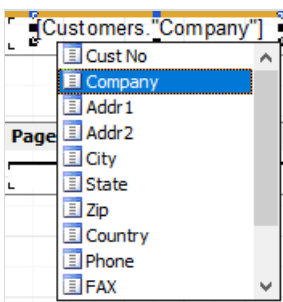 [Customers."Company"]
Cust No
Company
Addr1
Addr2
Page
City
State
Zip
Country
Phone
FAX